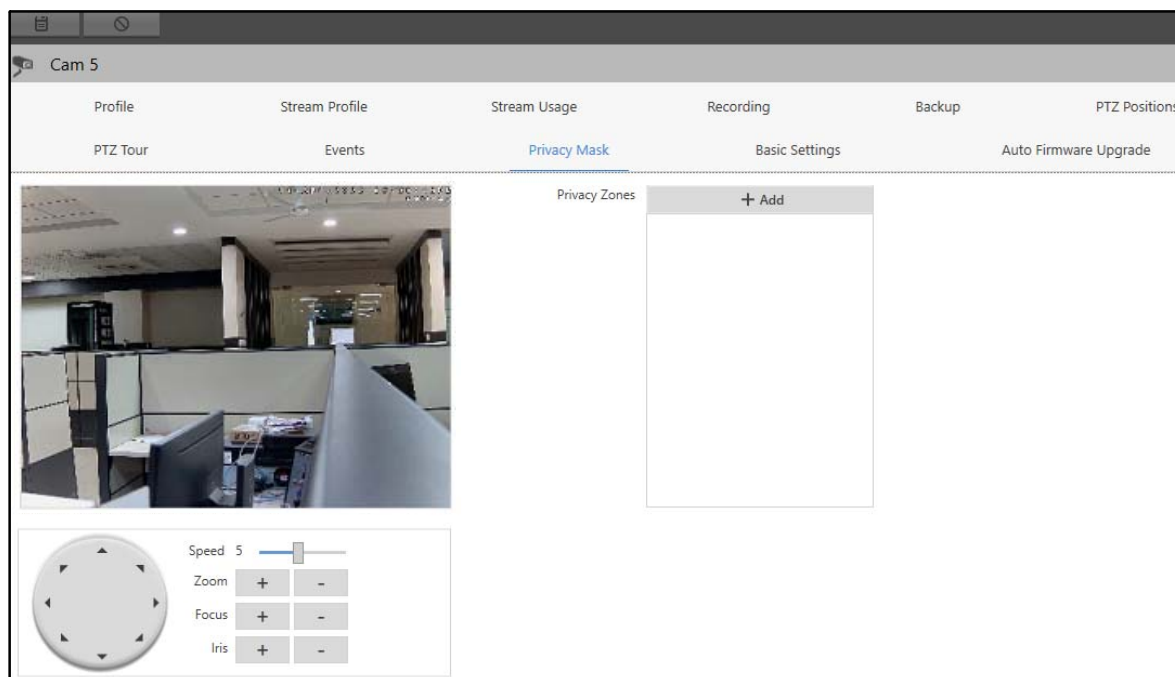 Cam 5
Profile Stream Profile Stream Usage Recording Backup PTZ Positions
PTZ Tour Events Privacy Mask Basic Settings Auto Firmware Upgrade
Privacy Zones + Add
Speed 5
Zoom + -
Focus + -
Iris + -